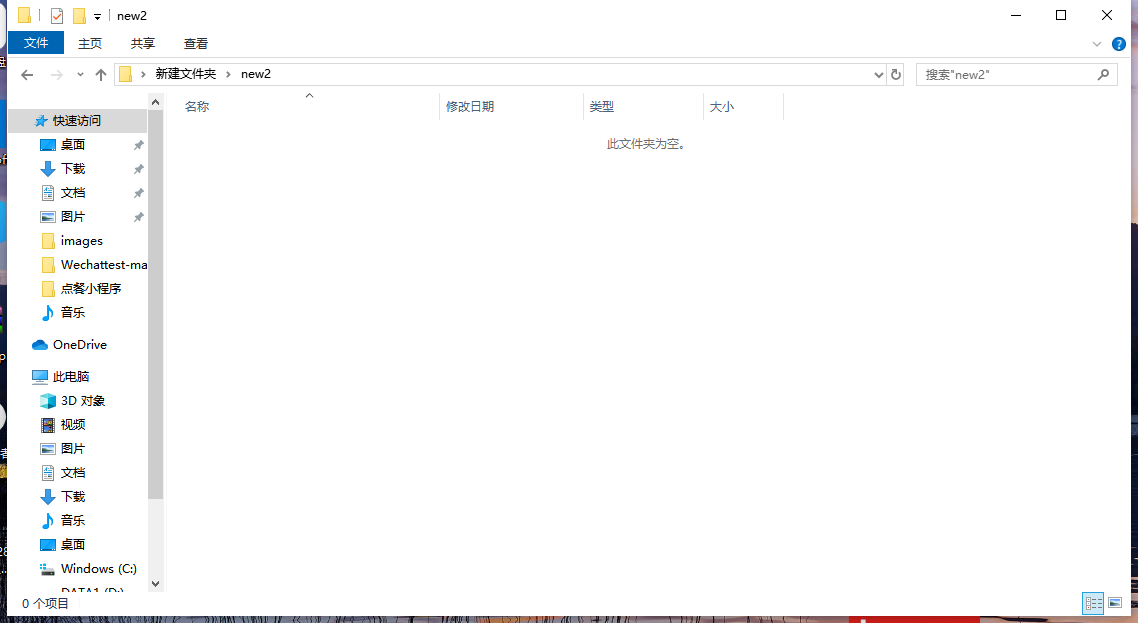 new2
文件 主页 共享 查看
新建文件夹 new2
搜索"new2"
名称 修改日期 类型 大小
此文件夹为空。
快速访问
桌面
下载
文档
图片
images
Wechattest-ma
点餐小程序
音乐
OneDrive
此电脑
3D 对象
视频
图片
文档
下载
音乐
桌面
Windows (C:)
DATA1 (D:)
0 个项目